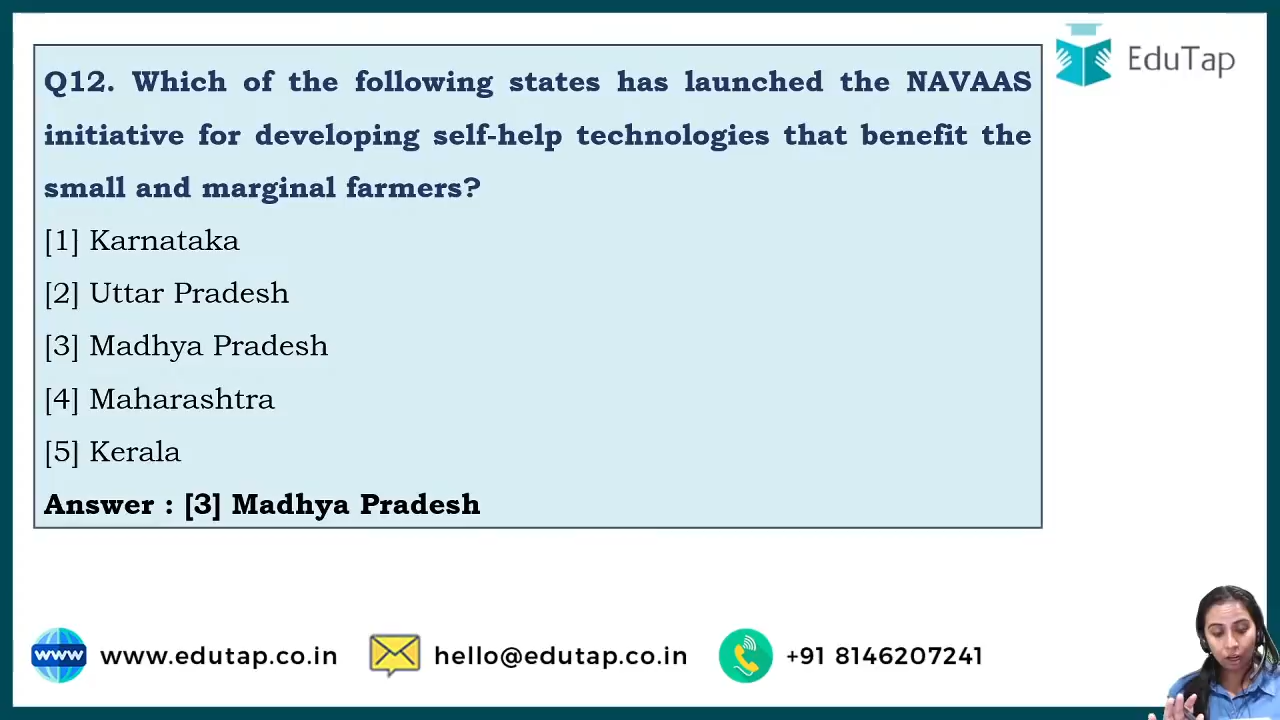 EduTap
Q12. Which of the following states has launched the NAVAAS
initiative for developing self-help technologies that benefit the
small and marginal farmers?
[1] Karnataka
[2] Uttar Pradesh
[3] Madhya Pradesh
[4] Maharashtra
[5] Kerala
Answer : [3] Madhya Pradesh
www
www.edutap.co.in
hello@edutap.co.in
+91 8146207241